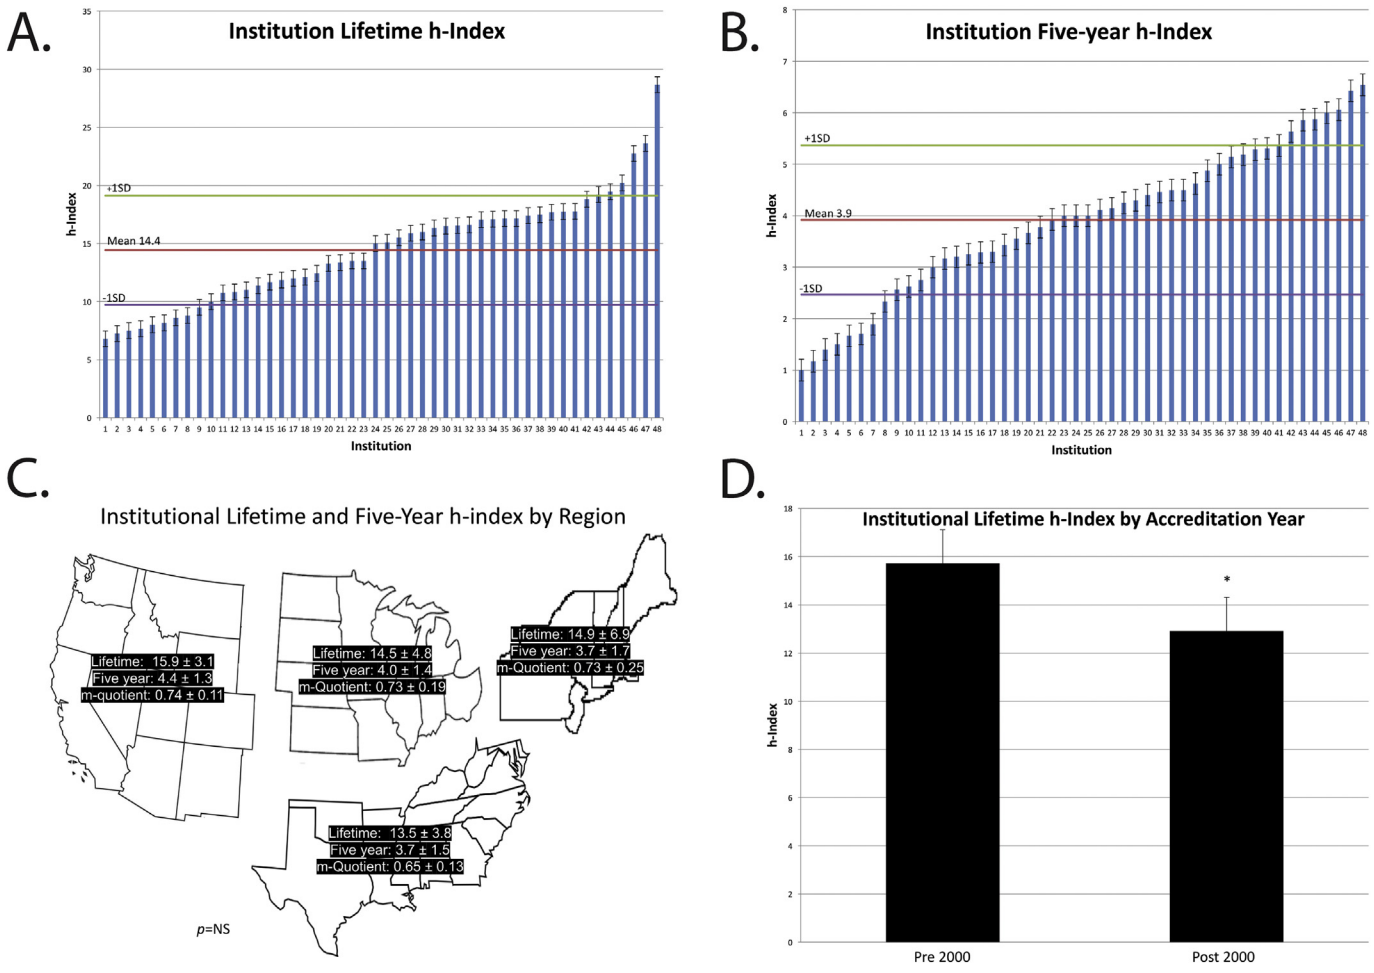 A.
Institution Lifetime h-Index
35
30
25
20
15
10
5
0
h-Index
+1SD
Mean 14.4
-1SD
1 2 3 4 5 6 7 8 9 10 11 12 13 14 15 16 17 18 19 20 21 22 23 24 25 26 27 28 29 30 31 32 33 34 35 36 37 38 39 40 41 42 43 44 45 46 47 48
Institution
B.
Institution Five-year h-Index
8
7
6
5
4
3
2
1
0
h-Index
+1SD
Mean 3.9
-1SD
1 2 3 4 5 6 7 8 9 10 11 12 13 14 15 16 17 18 19 20 21 22 23 24 25 26 27 28 29 30 31 32 33 34 35 36 37 38 39 40 41 42 43 44 45 46 47 48
Institution
C.
Institutional Lifetime and Five-Year h-index by Region
Lifetime: 15.9 ± 3.1
Five year: 4.4 ± 1.3
m-quotient: 0.74 ± 0.11
Lifetime: 14.5 ± 4.8
Five year: 4.0 ± 1.4
m-Quotient: 0.73 ± 0.19
Lifetime: 14.9 ± 6.9
Five year: 3.7 ± 1.7
m-Quotient: 0.73 ± 0.25
Lifetime: 13.5 ± 3.8
Five year: 3.7 ± 1.5
m-Quotient: 0.65 ± 0.13
p=NS
D.
Institutional Lifetime h-Index by Accreditation Year
18
16
14
12
10
8
6
4
2
0
h-Index
*
Pre 2000 Post 2000